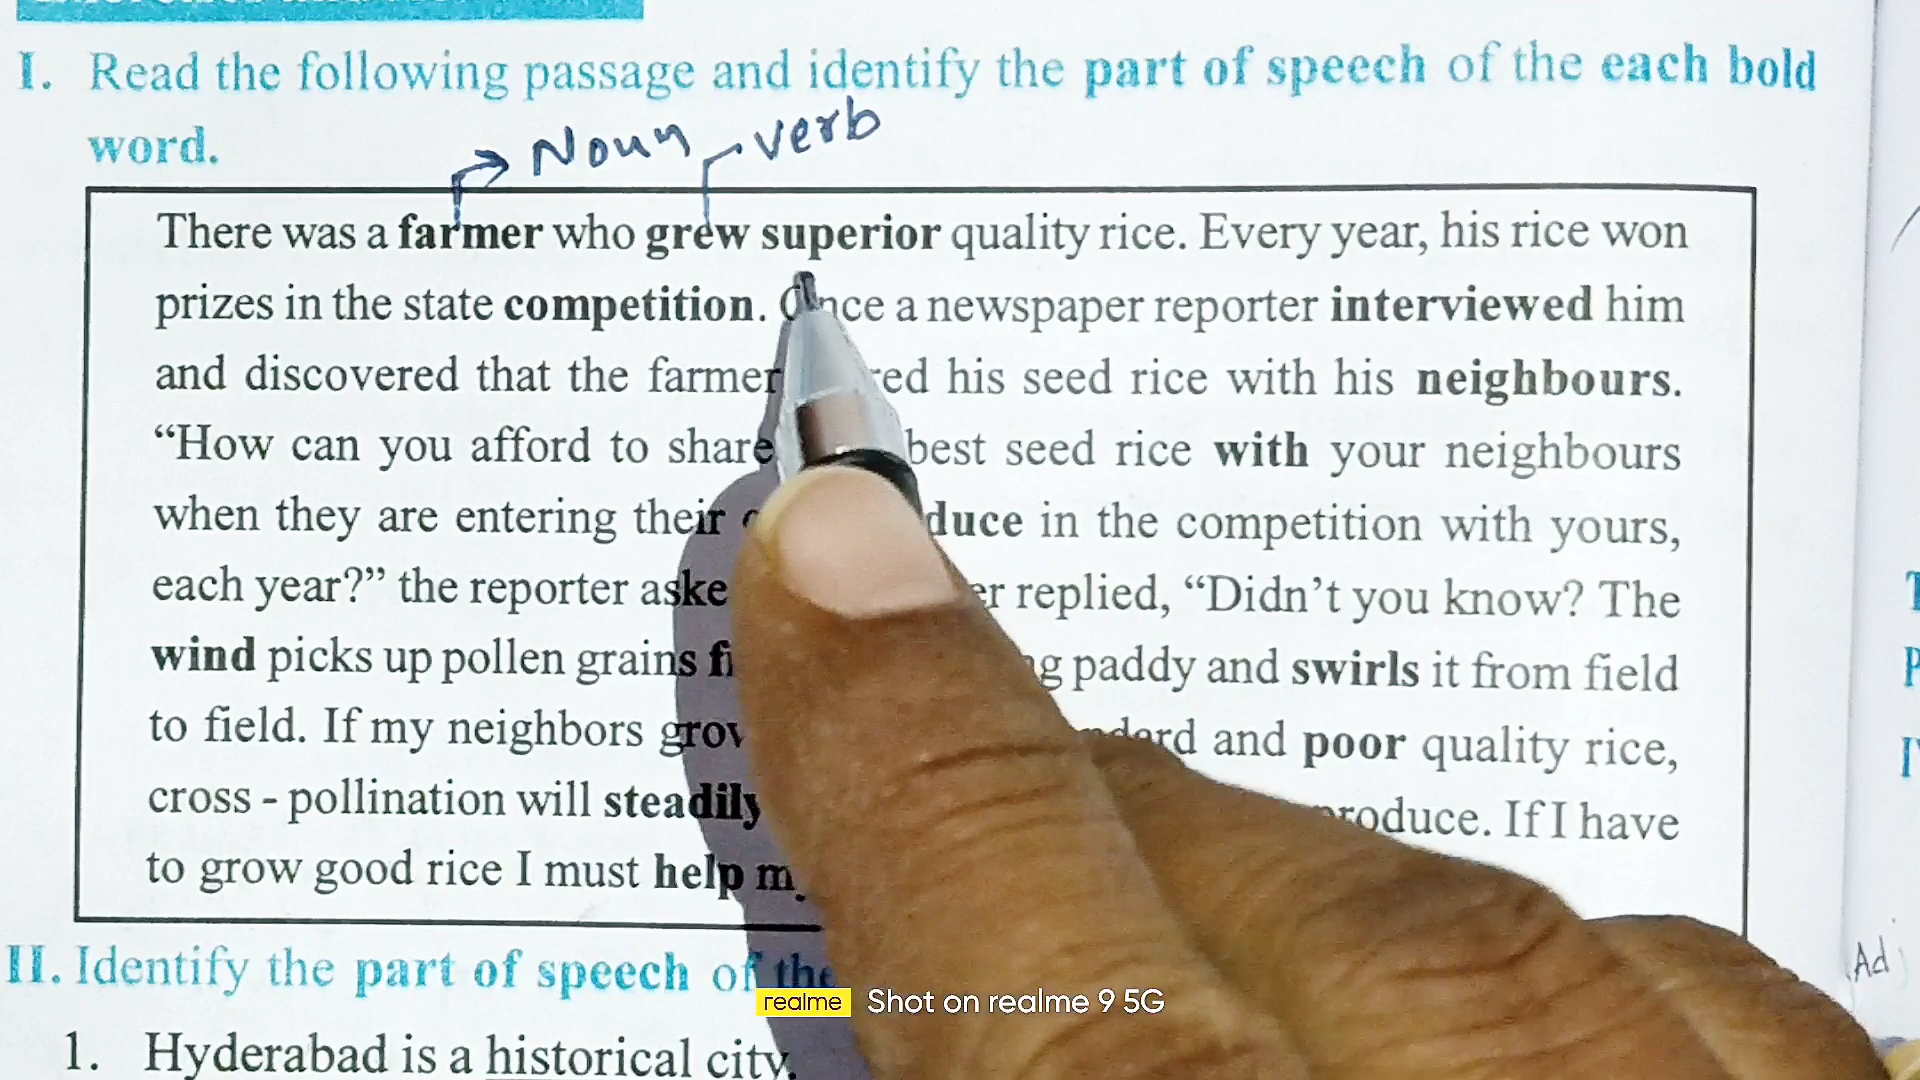 I. Read the following passage and identify the part of speech of the each bold
word.
Noun verb
There was a farmer who grew superior quality rice. Every year, his rice won
prizes in the state competition. Once a newspaper reporter interviewed him
and discovered that the farmer his seed rice with his neighbours.
“How can you afford to share best seed rice with your neighbours
when they are entering their in the competition with yours,
each year?” the reporter replied, “Didn’t you know? The
wind picks up pollen grains paddy and swirls it from field
to field. If my neighbors and poor quality rice,
cross - pollination will steadily produce. If I have
to grow good rice I must help
II. Identify the part of speech of the
Adj
realme Shot on realme 9 5G
1. Hyderabad is a historical city.